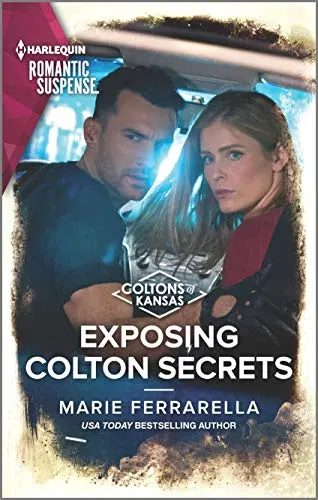 HARLEQUIN
ROMANTIC
SUSPENSE
COLTONS of
KANSAS
EXPOSING
COLTON SECRETS
MARIE FERRARELLA
USA TODAY BESTSELLING AUTHOR